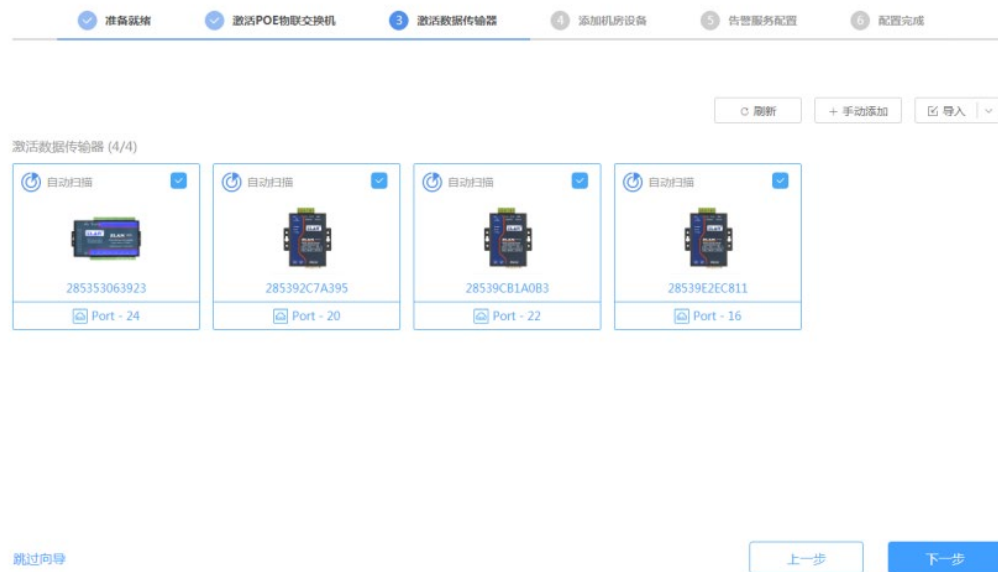 准备就绪 激活POE物联交换机 3 激活数据传输器 4 添加机房设备 5 告警服务配置 6 配置完成
刷新 + 手动添加 导入
激活数据传输器 (4/4)
自动扫描 自动扫描 自动扫描 自动扫描
285353063923 285392C7A395 28539CB1A0B3 28539E2EC811
Port - 24 Port - 20 Port - 22 Port - 16
跳过向导 上一步 下一步